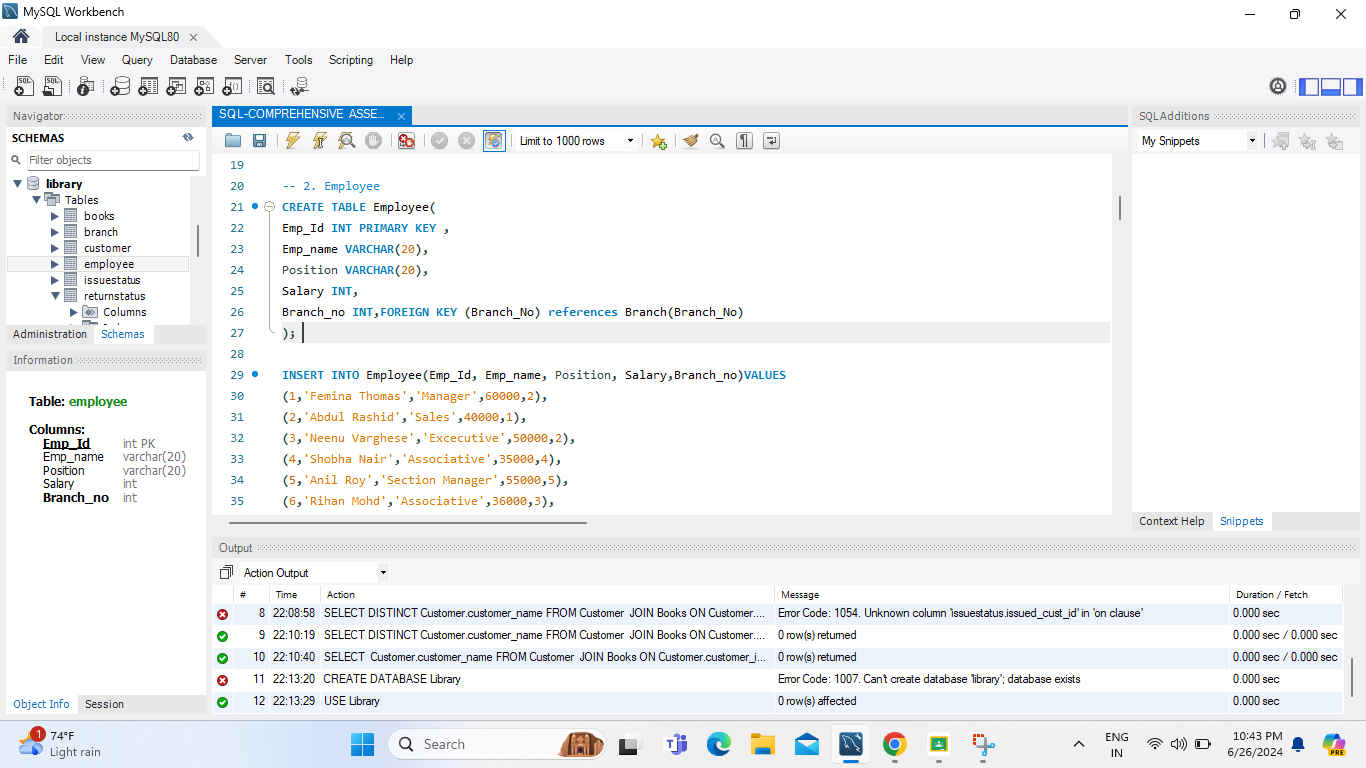 MySQL Workbench
Local instance MySQL80
File Edit View Query Database Server Tools Scripting Help
Navigator
SCHEMAS
Filter objects
library
Tables
books
branch
customer
employee
issuestatus
returnstatus
Columns
Administration Schemas
Information
Table: employee
Columns:
Emp_Id int PK
Emp_name varchar(20)
Position varchar(20)
Salary int
Branch_no int
Object Info Session
SQL-COMPREHENSIVE ASSE...
Limit to 1000 rows
19
20 -- 2. Employee
21 CREATE TABLE Employee(
22 Emp_Id INT PRIMARY KEY ,
23 Emp_name VARCHAR(20),
24 Position VARCHAR(20),
25 Salary INT,
26 Branch_no INT,FOREIGN KEY (Branch_No) references Branch(Branch_No)
27 );
28
29 INSERT INTO Employee(Emp_Id, Emp_name, Position, Salary,Branch_no)VALUES
30 (1,'Femina Thomas','Manager',60000,2),
31 (2,'Abdul Rashid','Sales',40000,1),
32 (3,'Neenu Varghese','Excecutive',50000,2),
33 (4,'Shobha Nair','Associative',35000,4),
34 (5,'Anil Roy','Section Manager',55000,5),
35 (6,'Rihan Mohd','Associative',36000,3),
SQLAdditions
My Snippets
Context Help Snippets
Output
Action Output
# Time Action Message Duration / Fetch
8 22:08:58 SELECT DISTINCT Customer.customer_name FROM Customer JOIN Books ON Customer.... Error Code: 1054. Unknown column 'issuestatus.issued_cust_id' in 'on clause' 0.000 sec
9 22:10:19 SELECT DISTINCT Customer.customer_name FROM Customer JOIN Books ON Customer.... 0 row(s) returned 0.000 sec / 0.000 sec
10 22:10:40 SELECT Customer.customer_name FROM Customer JOIN Books ON Customer.customer_i... 0 row(s) returned 0.000 sec / 0.000 sec
11 22:13:20 CREATE DATABASE Library Error Code: 1007. Can't create database 'library'; database exists 0.000 sec
12 22:13:29 USE Library 0 row(s) affected 0.000 sec
1
74°F
Light rain
Search
ENG
IN
10:43 PM
6/26/2024
PRE